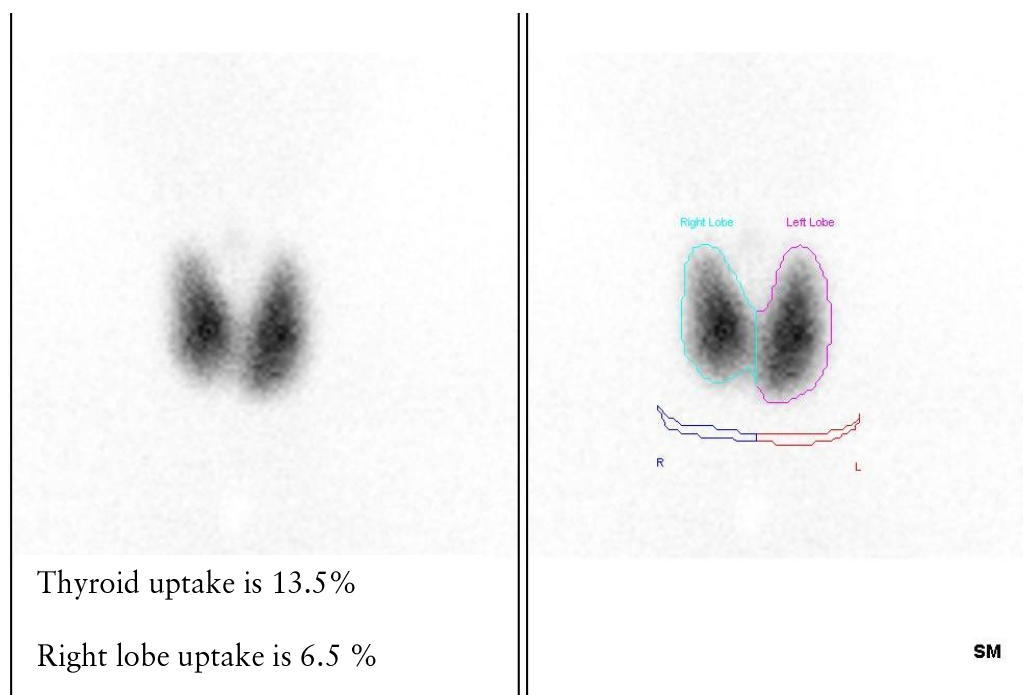 Right Lobe Left Lobe
R L
Thyroid uptake is 13.5%
Right lobe uptake is 6.5 %
SM